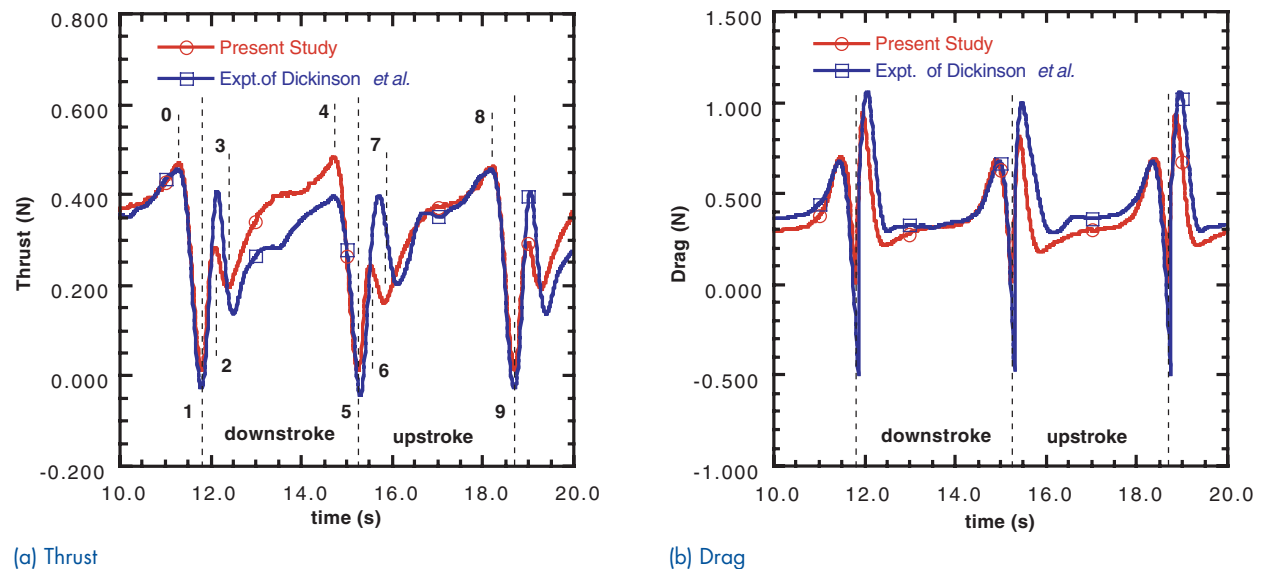 0.800
0.600
0.400
0.200
0.000
-0.200
Thrust (N)
Present Study
Expt.of Dickinson et al.
0
3
4
7
8
2
6
1
5
9
downstroke
upstroke
10.0
12.0
14.0
16.0
18.0
20.0
time (s)
(a) Thrust
1.500
1.000
0.500
0.000
-0.500
-1.000
Drag (N)
Present Study
Expt. of Dickinson et al.
downstroke
upstroke
10.0
12.0
14.0
16.0
18.0
20.0
time (s)
(b) Drag